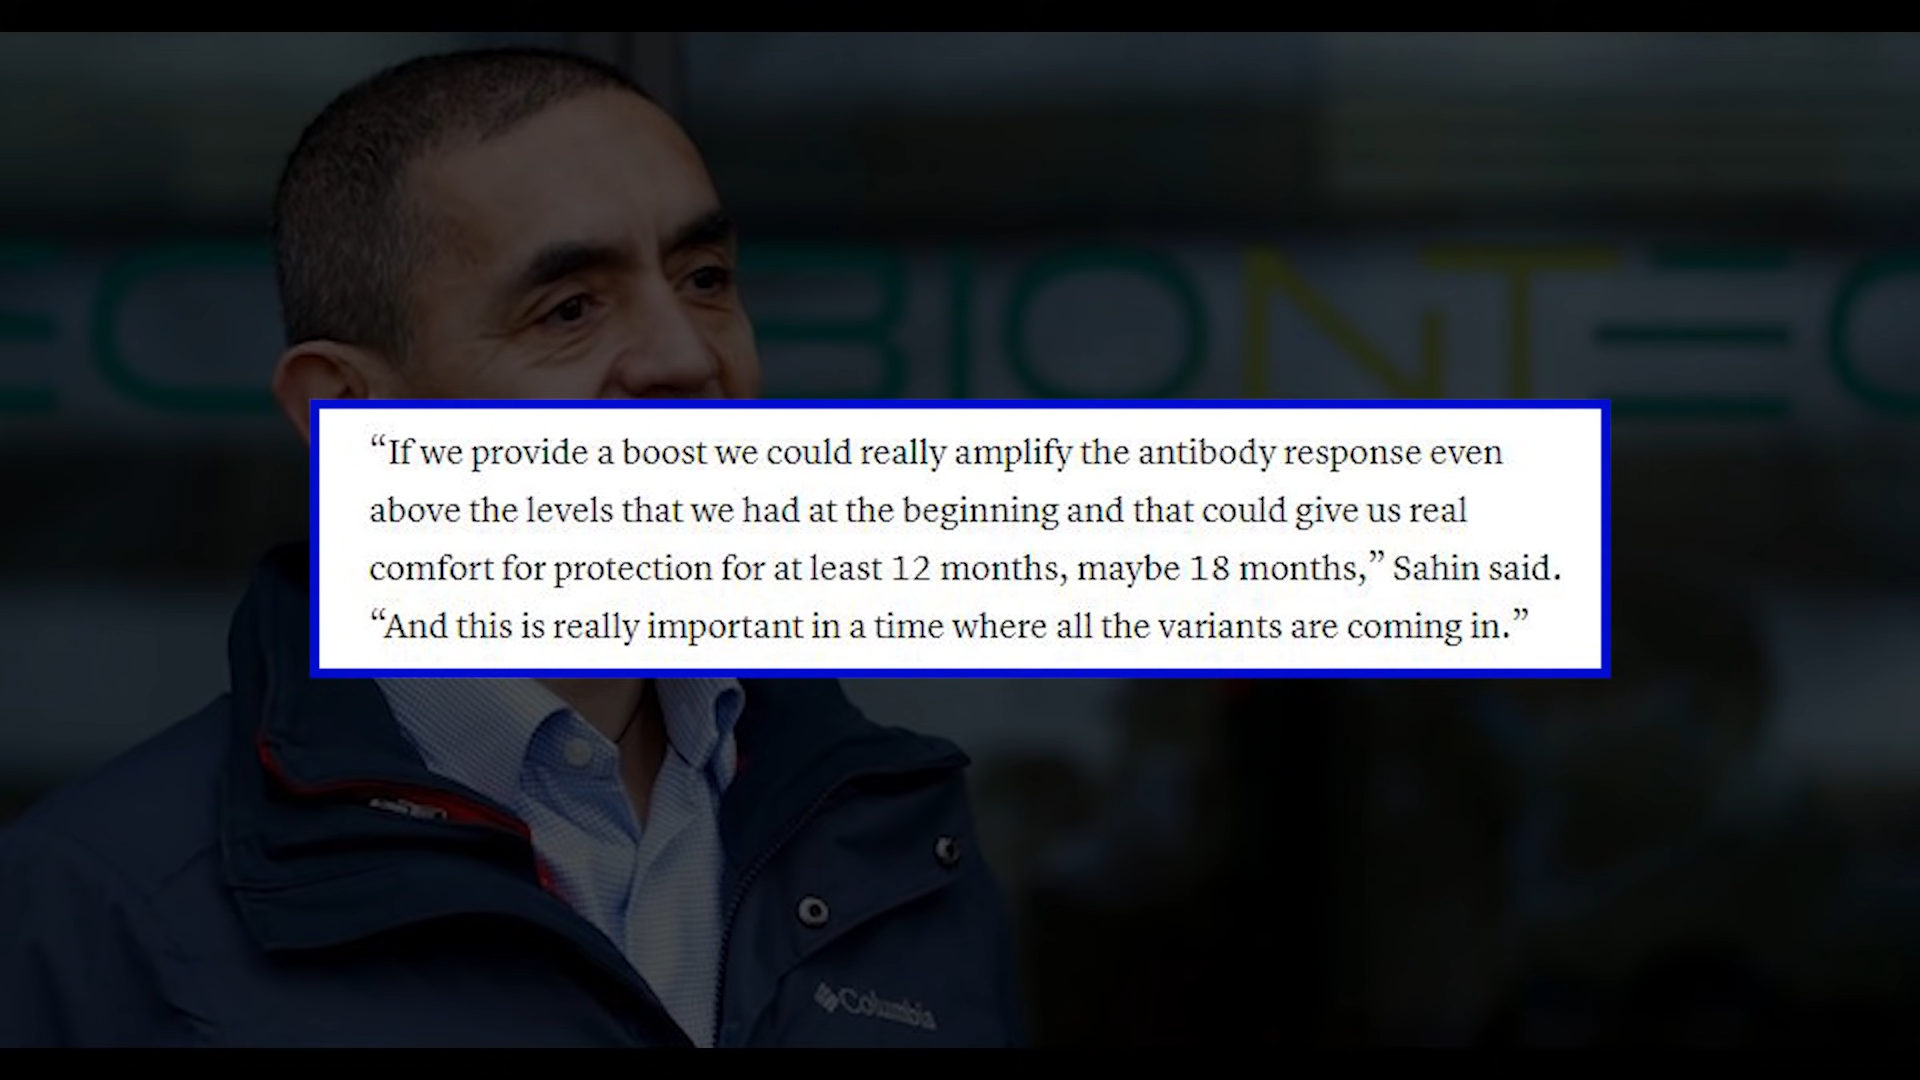 BIONTEC
“If we provide a boost we could really amplify the antibody response even
above the levels that we had at the beginning and that could give us real
comfort for protection for at least 12 months, maybe 18 months,” Sahin said.
“And this is really important in a time where all the variants are coming in.”
Columbia